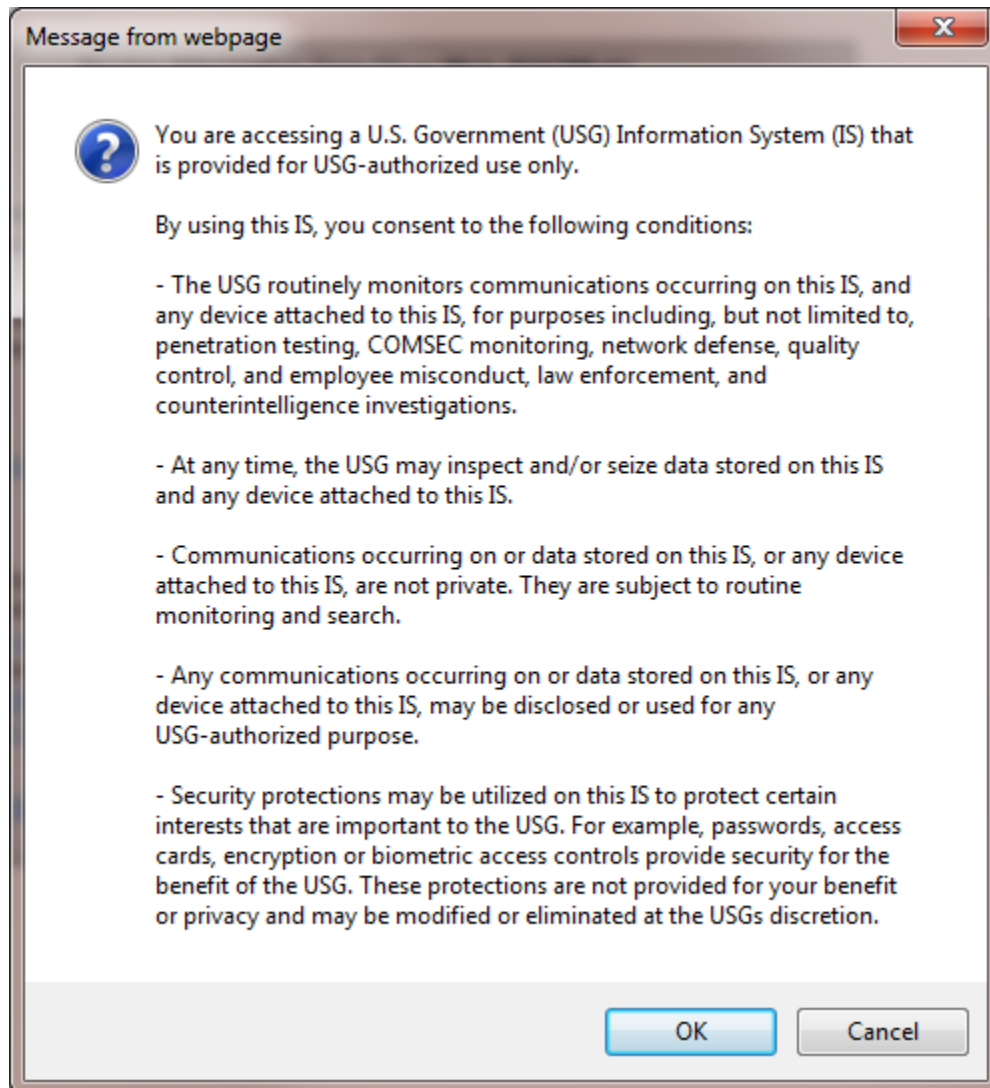 Message from webpage
You are accessing a U.S. Government (USG) Information System (IS) that
is provided for USG-authorized use only.
By using this IS, you consent to the following conditions:
- The USG routinely monitors communications occurring on this IS, and
any device attached to this IS, for purposes including, but not limited to,
penetration testing, COMSEC monitoring, network defense, quality
control, and employee misconduct, law enforcement, and
counterintelligence investigations.
- At any time, the USG may inspect and/or seize data stored on this IS
and any device attached to this IS.
- Communications occurring on or data stored on this IS, or any device
attached to this IS, are not private. They are subject to routine
monitoring and search.
- Any communications occurring on or data stored on this IS, or any
device attached to this IS, may be disclosed or used for any
USG-authorized purpose.
- Security protections may be utilized on this IS to protect certain
interests that are important to the USG. For example, passwords, access
cards, encryption or biometric access controls provide security for the
benefit of the USG. These protections are not provided for your benefit
or privacy and may be modified or eliminated at the USGs discretion.
OK Cancel